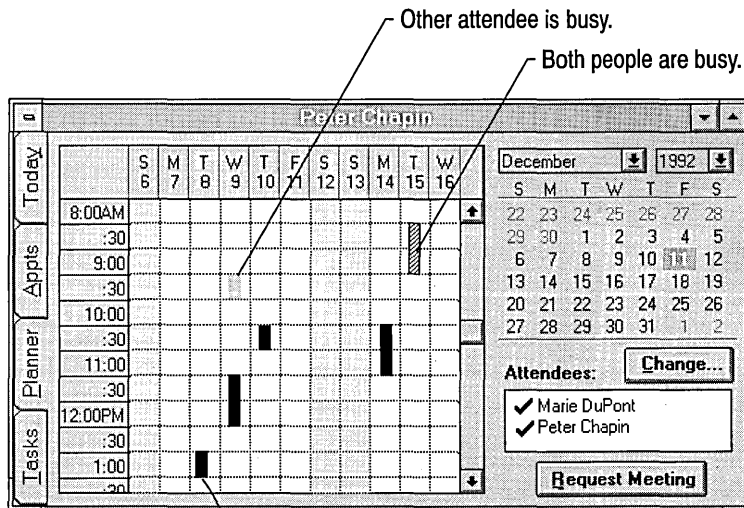 Other attendee is busy.
Both people are busy.
Peter Chapin
Today
Appts
Planner
Tasks
S M T W T F S S M T W
6 7 8 9 10 11 12 13 14 15 16
8:00AM
:30
9:00
:30
10:00
:30
11:00
:30
12:00PM
:30
1:00
:30
December 1992
S M T W T F S
22 23 24 25 26 27 28
29 30 1 2 3 4 5
6 7 8 9 10 11 12
13 14 15 16 17 18 19
20 21 22 23 24 25 26
27 28 29 30 31 1 2
Attendees: Change...
Marie DuPont
Peter Chapin
Request Meeting